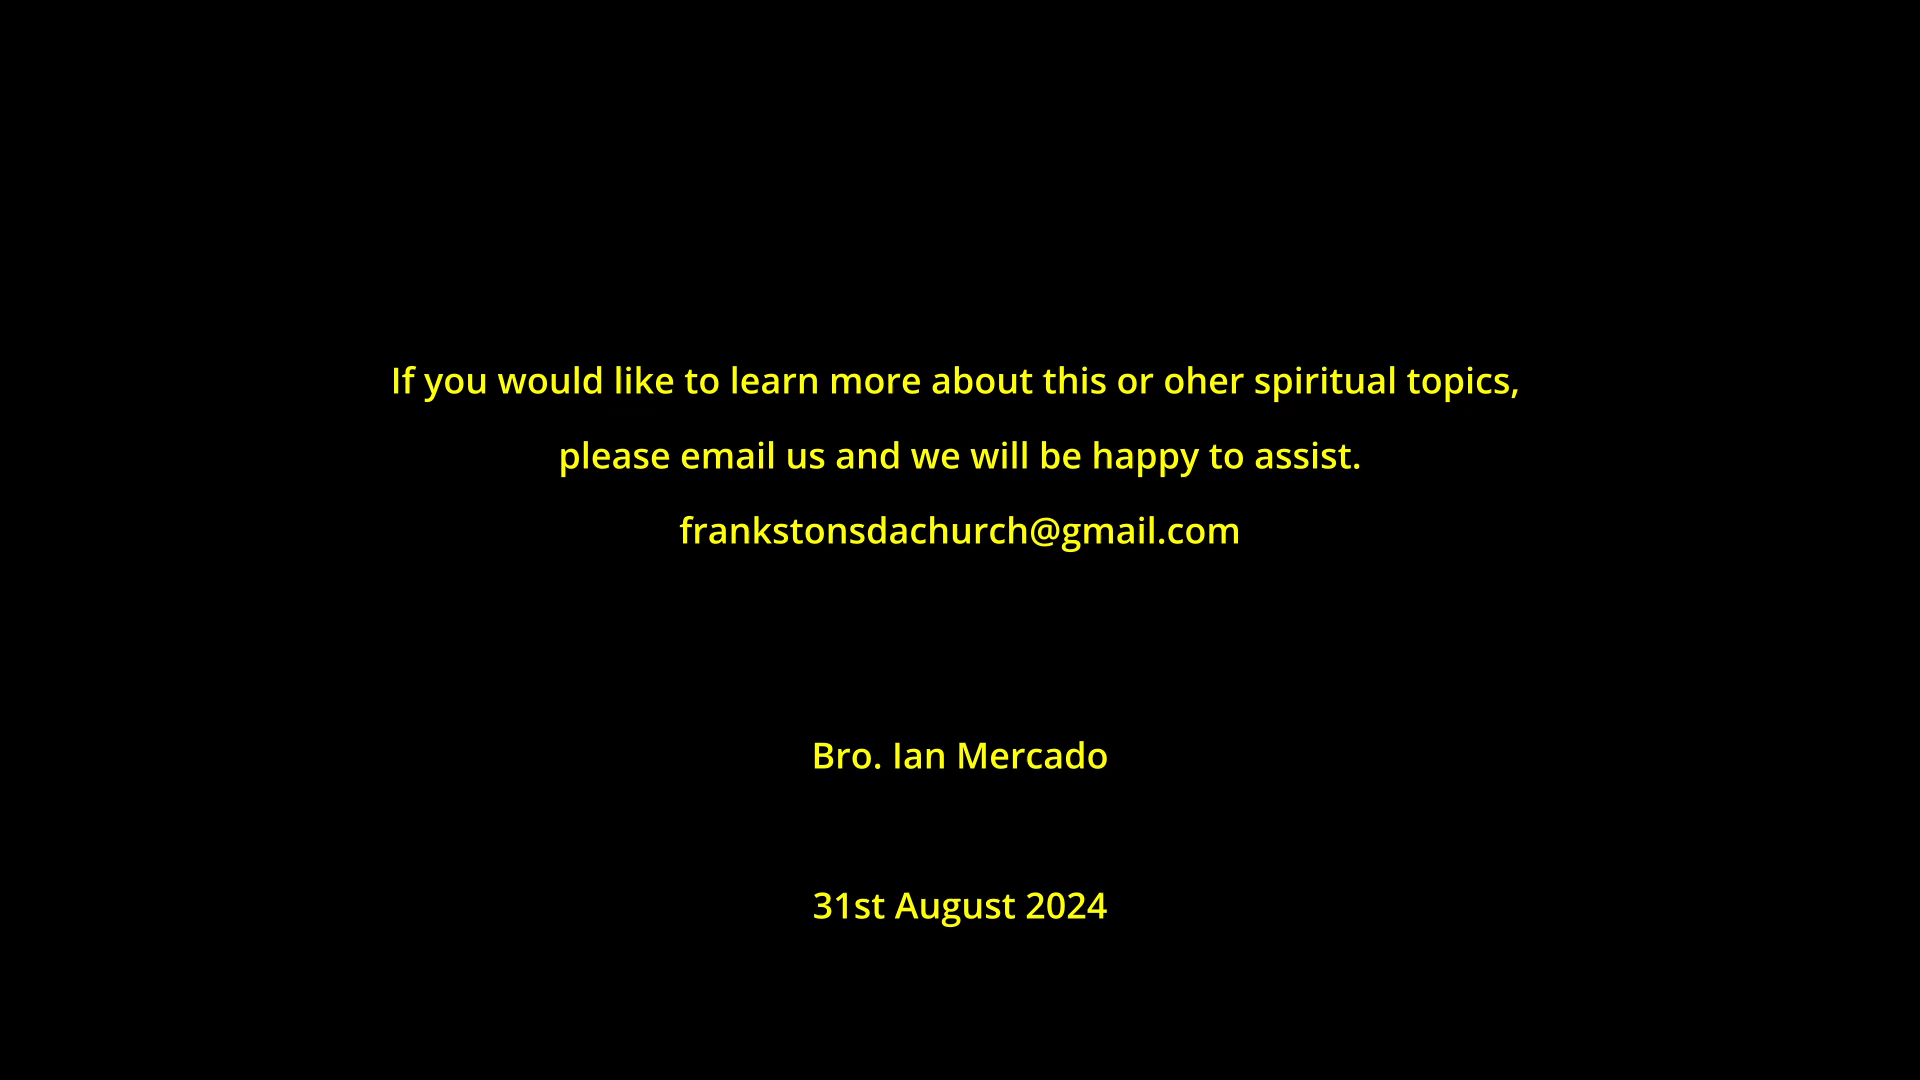 If you would like to learn more about this or oher spiritual topics,
please email us and we will be happy to assist.
frankstonsdachurch@gmail.com
Bro. Ian Mercado
31st August 2024